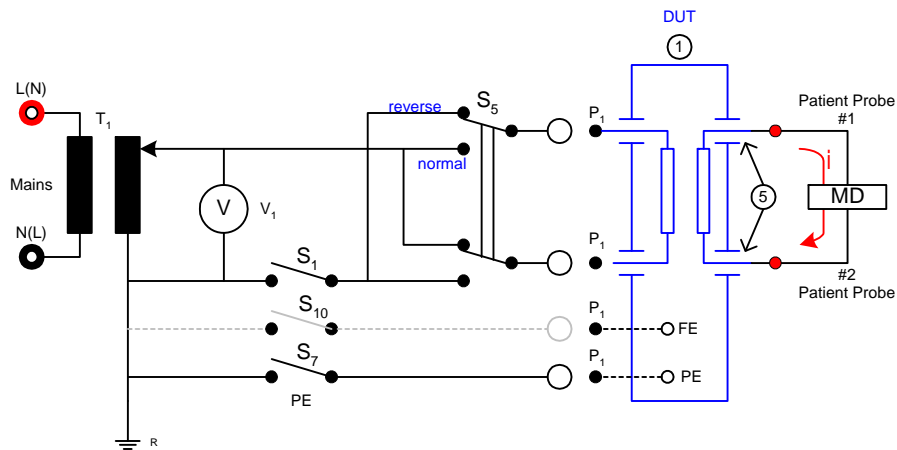 DUT
1
L(N)
T1
reverse
S5
P1
Patient Probe
#1
normal
Mains
V
V1
5
i
MD
N(L)
S1
P1
#2
Patient Probe
S10
P1
FE
S7
P1
PE
PE
R